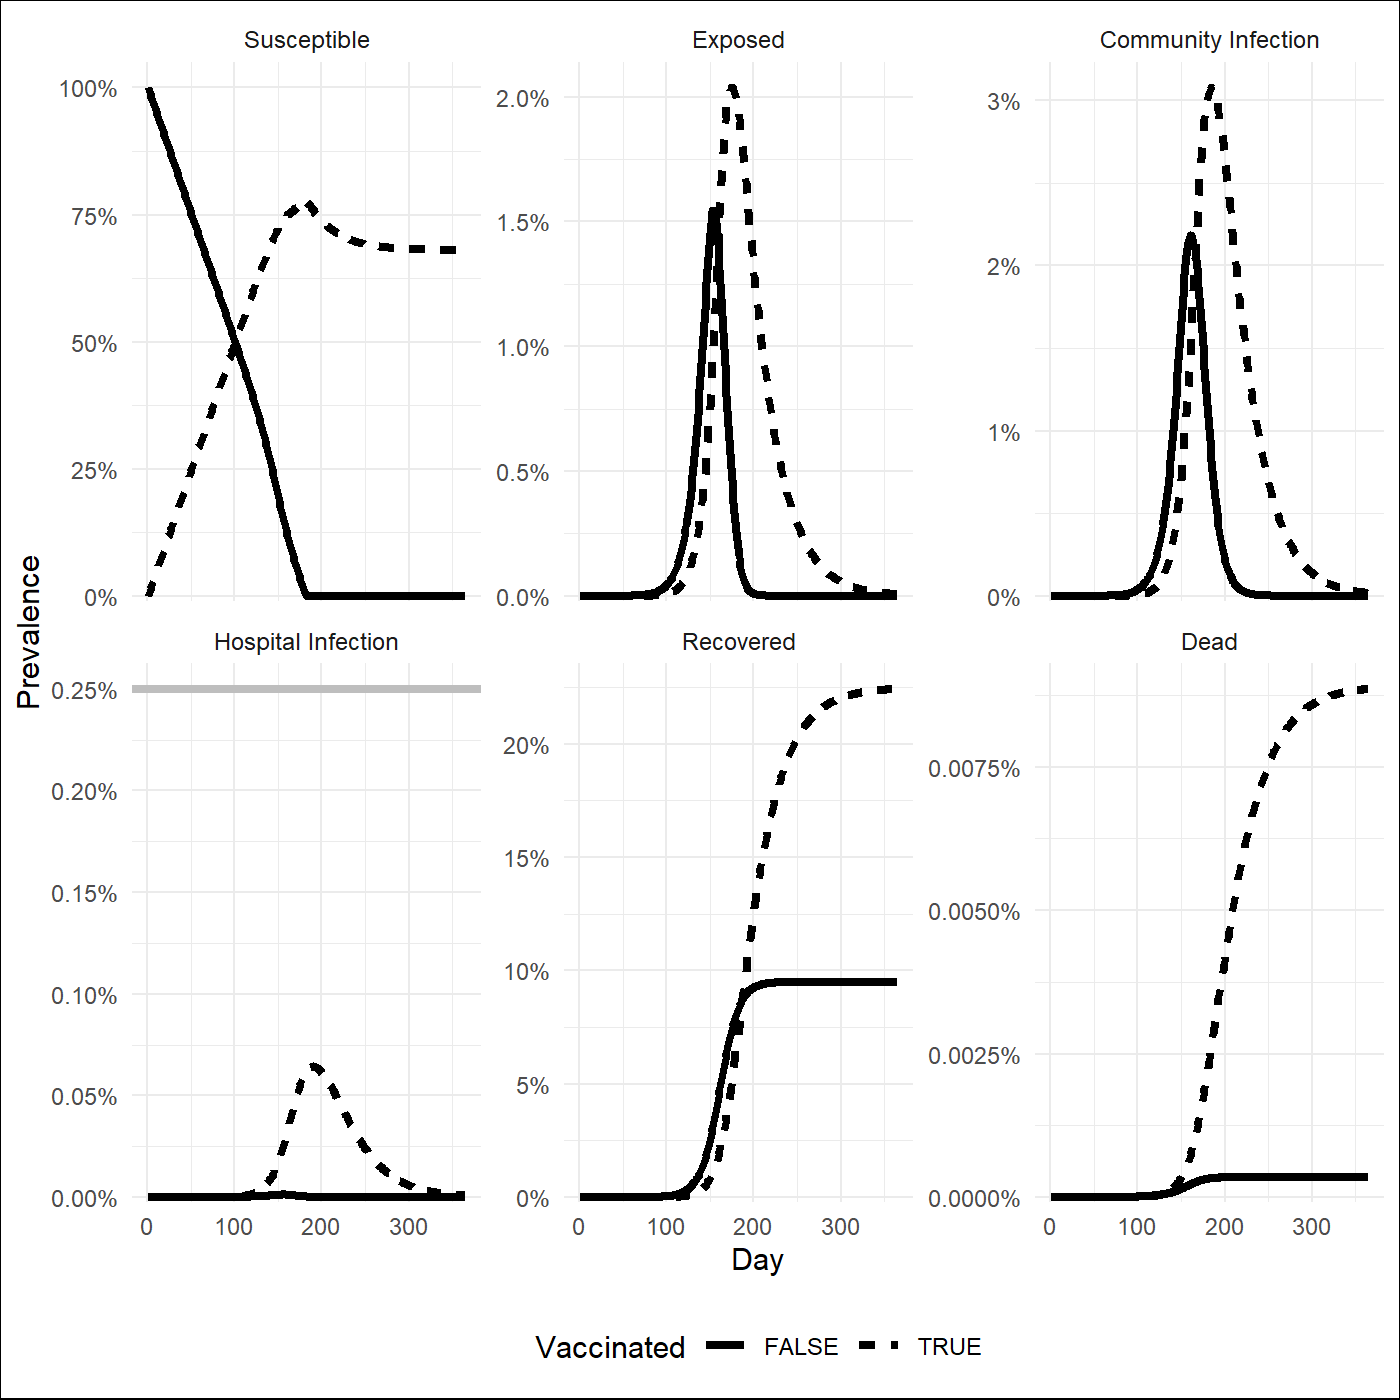 Susceptible
Exposed
Community Infection
100%
75%
50%
25%
0%
2.0%
1.5%
1.0%
0.5%
0.0%
3%
2%
1%
0%
Prevalence
Hospital Infection
Recovered
Dead
0.25%
0.20%
0.15%
0.10%
0.05%
0.00%
20%
15%
10%
5%
0%
0.0075%
0.0050%
0.0025%
0.0000%
0 100 200 300
0 100 200 300
0 100 200 300
Day
Vaccinated FALSE TRUE